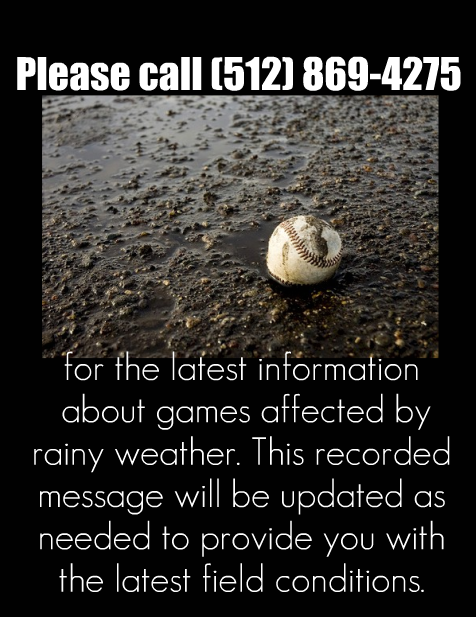 Please call (512) 869-4275
for the latest information
about games affected by
rainy weather. This recorded
message will be updated as
needed to provide you with
the latest field conditions.